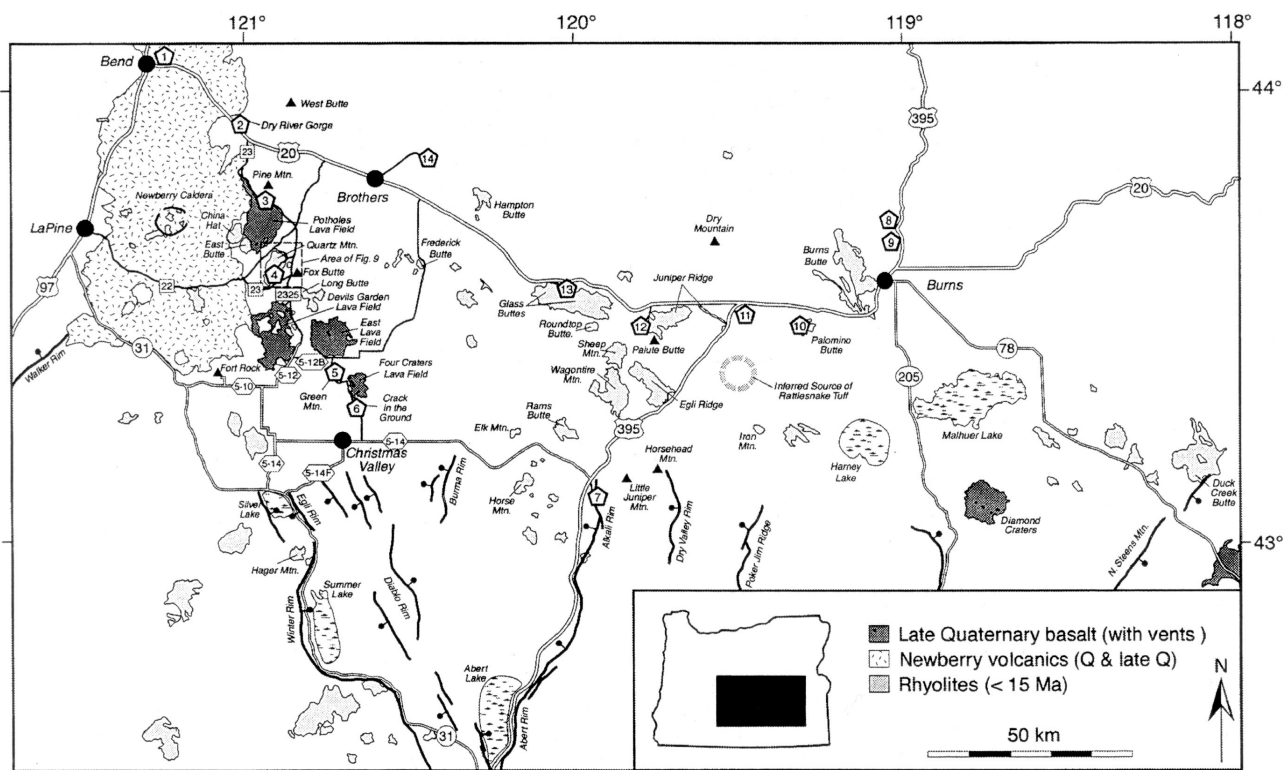 121°
120°
119°
118°
44°
43°
Bend
1
West Butte
2
Dry River Gorge
23
20
14
395
Pine Mtn.
3
Brothers
Newberry Caldera
China
Hat
Potholes
Lava Field
Hampton
Butte
Dry
Mountain
8
9
20
LaPine
East
Butte
Quartz Mtn.
Area of Fig. 9
Frederick
Butte
Burns
Butte
4
Fox Butte
Juniper Ridge
97
22
23
2325
Long Butte
13
Burns
Devils Garden
Lava Field
Glass
Buttes
31
East
Lava
Field
Roundtop
Butte
12
11
10
Paiute Butte
Palomino
Butte
Walker Rim
Fort Rock
5-12B
Sheep
Mtn.
78
5-10
5-12
5
Four Craters
Lava Field
Wagontire
Mtn.
Inferred Source of
Rattlesnake Tuff
205
Green
Mtn.
6
Crack
in the
Ground
Egli Ridge
Rams
Butte
395
Malhuer Lake
Elk Mtn.
Iron
Mtn.
5-14
Christmas
Valley
Horsehead
Mtn.
Harney
Lake
5-14
5-14F
Burma Rim
Horse
Mtn.
7
Little
Juniper
Mtn.
Duck
Creek
Butte
Silver
Lake
Egli Rim
Alkali Rim
Dry Valley Rim
Diamond
Craters
Hager Mtn.
Poker Jim Ridge
N. Steens Mtn.
Summer
Lake
Diablo Rim
Winter Rim
Abert
Lake
Abert Rim
31
Late Quaternary basalt (with vents )
Newberry volcanics (Q & late Q)
Rhyolites (< 15 Ma)
N
50 km